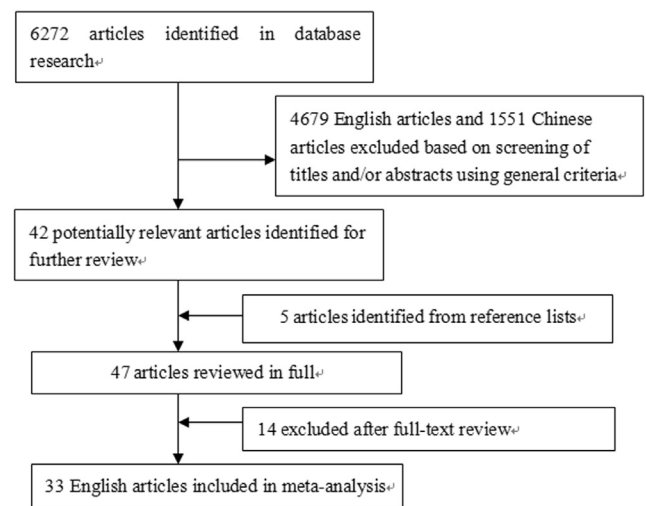 6272 articles identified in database
research↵
4679 English articles and 1551 Chinese
articles excluded based on screening of
titles and/or abstracts using general criteria↵
42 potentially relevant articles identified for
further review↵
5 articles identified from reference lists↵
47 articles reviewed in full↵
14 excluded after full-text review↵
33 English articles included in meta-analysis↵